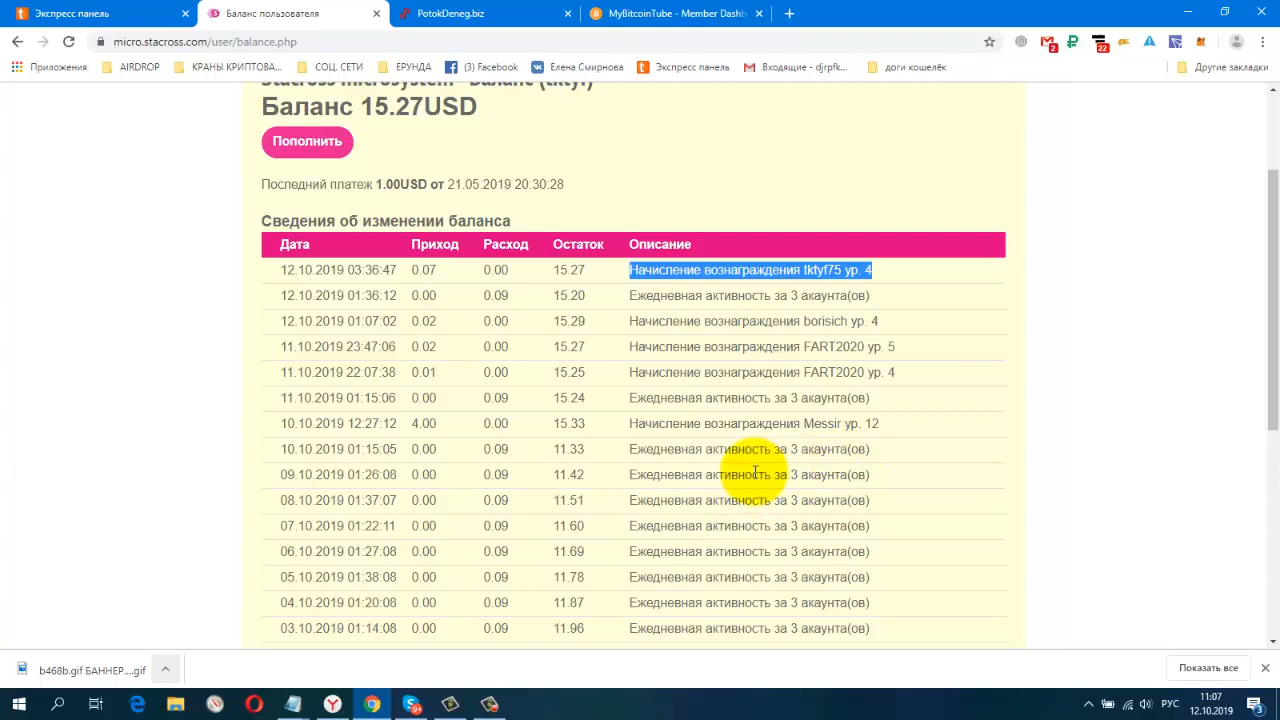 Экспресс панель
Баланс пользователя
PotokDeneg.biz
MyBitcoinTube - Member Dashb
micro.stacross.com/user/balance.php
2
22
Приложения AIRDROP КРАНЫ КРИПТОВА... СОЦ. СЕТИ ЕРУНДА (3) Facebook Елена Смирнова Экспресс панель Входящие - djrpfk... доги кошелёк Другие закладки
Stacross microsystem - Баланс (tktyf)
Баланс 15.27USD
Пополнить
Последний платеж 1.00USD от 21.05.2019 20:30:28
Сведения об изменении баланса
Дата Приход Расход Остаток Описание
12.10.2019 03:36:47 0.07 0.00 15.27 Начисление вознаграждения tktyf75 ур. 4
12.10.2019 01:36:12 0.00 0.09 15.20 Ежедневная активность за 3 акаунта(ов)
12.10.2019 01:07:02 0.02 0.00 15.29 Начисление вознаграждения borisich ур. 4
11.10.2019 23:47:06 0.02 0.00 15.27 Начисление вознаграждения FART2020 ур. 5
11.10.2019 22:07:38 0.01 0.00 15.25 Начисление вознаграждения FART2020 ур. 4
11.10.2019 01:15:06 0.00 0.09 15.24 Ежедневная активность за 3 акаунта(ов)
10.10.2019 12:27:12 4.00 0.00 15.33 Начисление вознаграждения Messir ур. 12
10.10.2019 01:15:05 0.00 0.09 11.33 Ежедневная активность за 3 акаунта(ов)
09.10.2019 01:26:08 0.00 0.09 11.42 Ежедневная активность за 3 акаунта(ов)
08.10.2019 01:37:07 0.00 0.09 11.51 Ежедневная активность за 3 акаунта(ов)
07.10.2019 01:22:11 0.00 0.09 11.60 Ежедневная активность за 3 акаунта(ов)
06.10.2019 01:27:08 0.00 0.09 11.69 Ежедневная активность за 3 акаунта(ов)
05.10.2019 01:38:08 0.00 0.09 11.78 Ежедневная активность за 3 акаунта(ов)
04.10.2019 01:20:08 0.00 0.09 11.87 Ежедневная активность за 3 акаунта(ов)
03.10.2019 01:14:08 0.00 0.09 11.96 Ежедневная активность за 3 акаунта(ов)
b468b.gif БАННЕР....gif
Показать все
РУС
11:07
12.10.2019
3